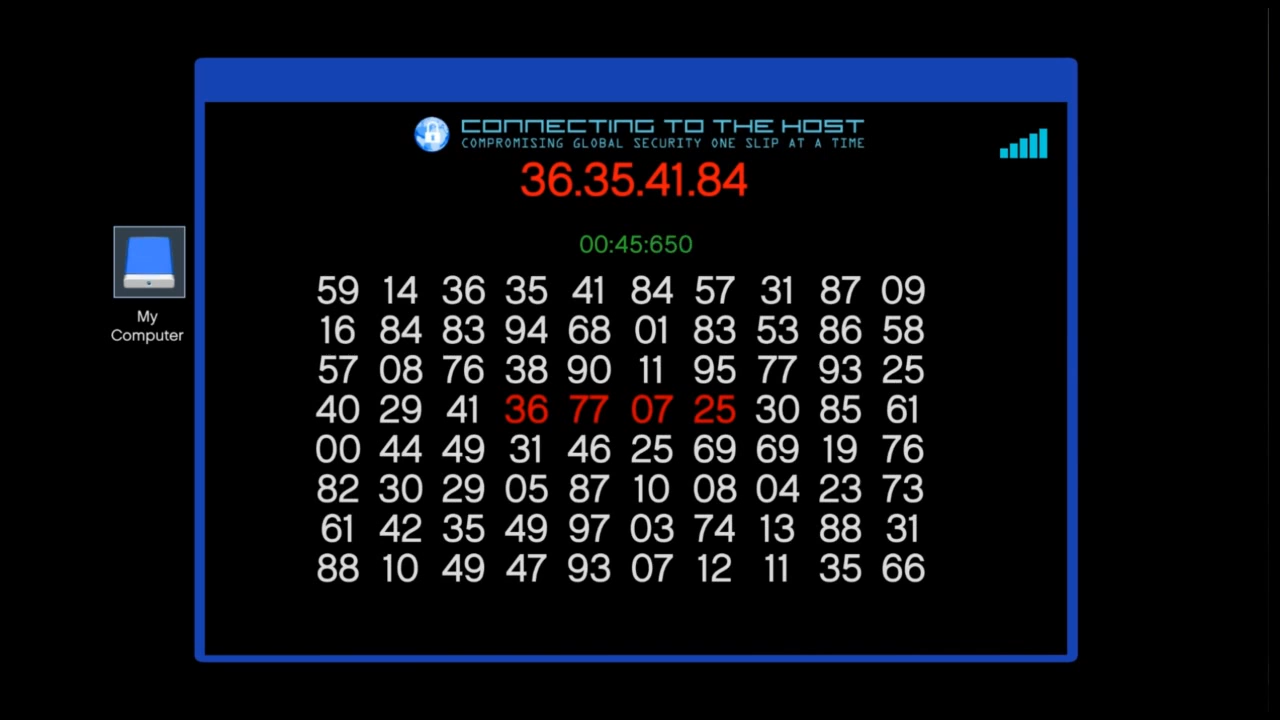 CONNECTING TO THE HOST
COMPROMISING GLOBAL SECURITY ONE SLIP AT A TIME
36.35.41.84
00:45:650
59 14 36 35 41 84 57 31 87 09
16 84 83 94 68 01 83 53 86 58
57 08 76 38 90 11 95 77 93 25
40 29 41 36 77 07 25 30 85 61
00 44 49 31 46 25 69 69 19 76
82 30 29 05 87 10 08 04 23 73
61 42 35 49 97 03 74 13 88 31
88 10 49 47 93 07 12 11 35 66
My
Computer